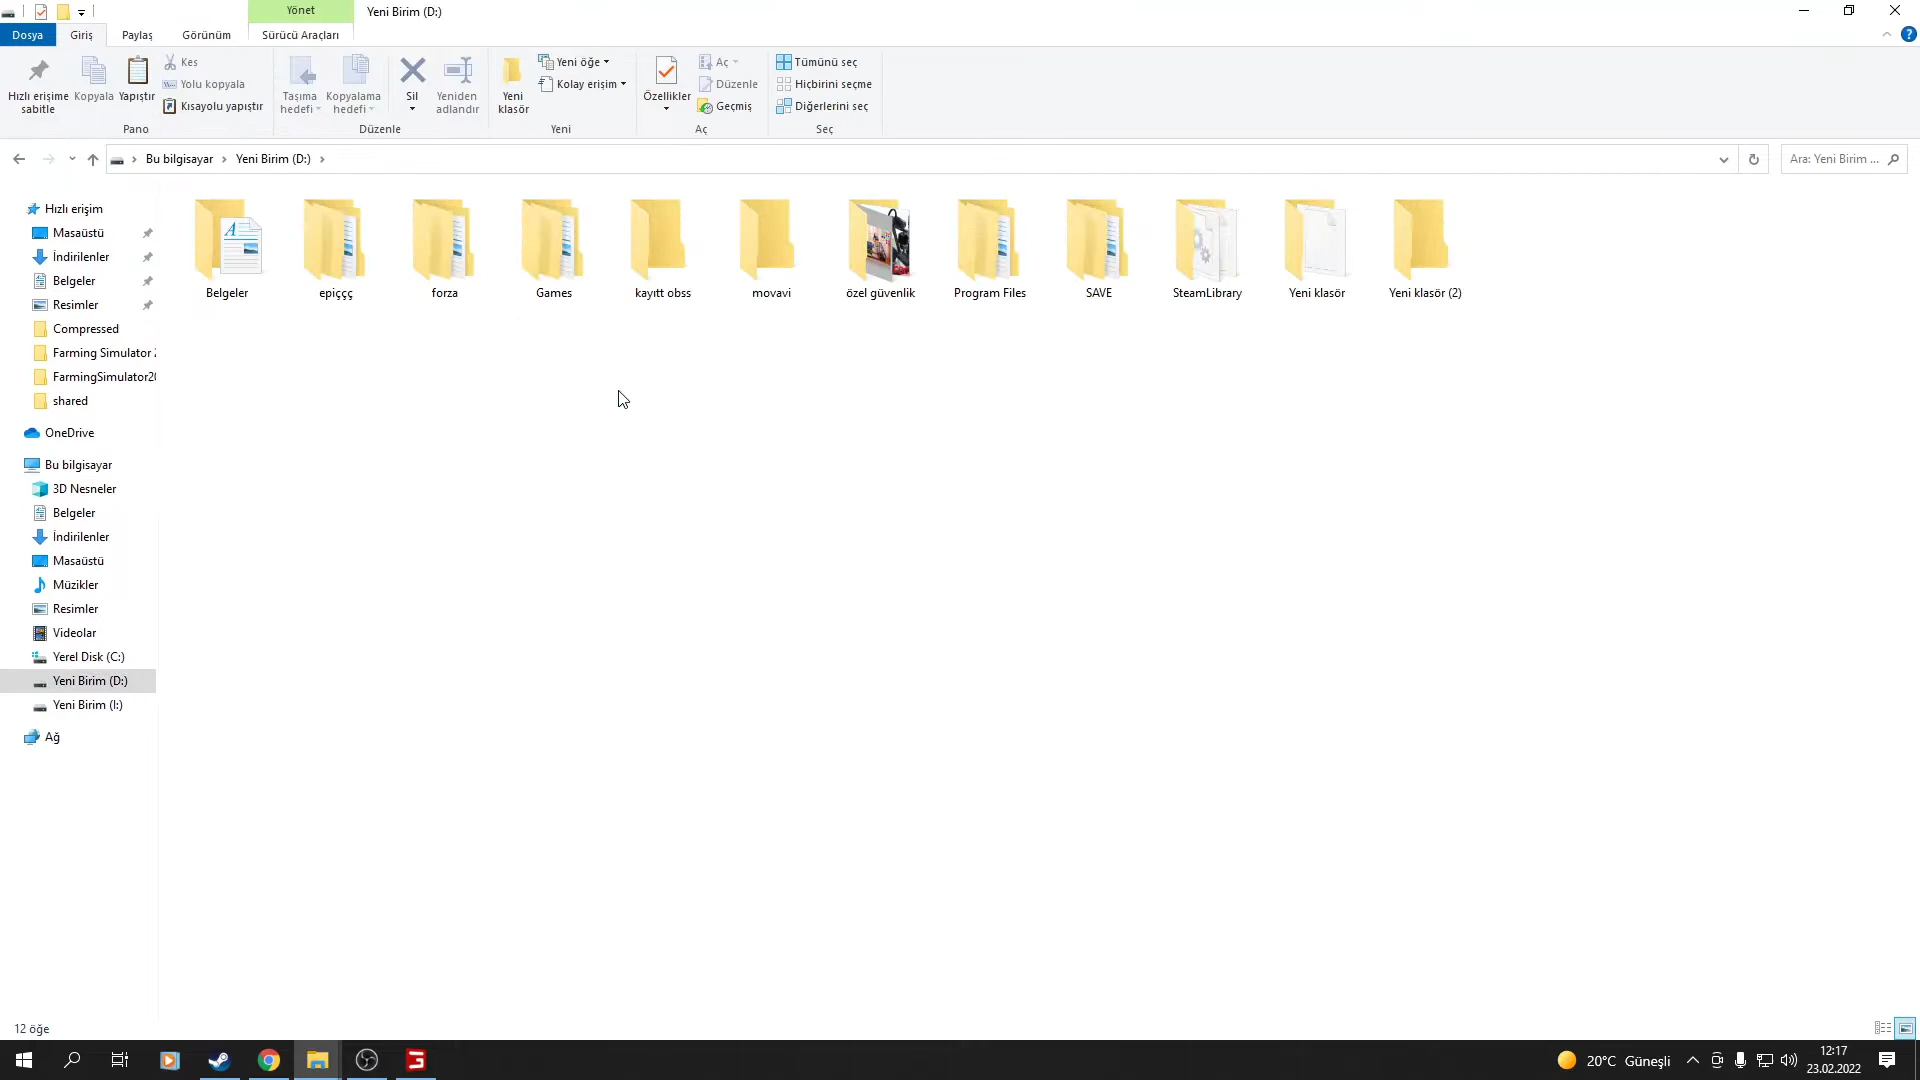 Yönet
Yeni Birim (D:)
Dosya
Giriş
Paylaş
Görünüm
Sürücü Araçları
Hızlı erişime
sabitle
Kopyala
Yapıştır
Kes
Yolu kopyala
Kısayolu yapıştır
Pano
Taşıma
hedefi
Kopyalama
hedefi
Sil
Yeniden
adlandır
Düzenle
Yeni
klasör
Yeni öğe
Kolay erişim
Yeni
Özellikler
Aç
Düzenle
Geçmiş
Aç
Tümünü seç
Hiçbirini seçme
Diğerlerini seç
Seç
Bu bilgisayar
Yeni Birim (D:)
Ara: Yeni Birim ...
Hızlı erişim
Masaüstü
İndirilenler
Belgeler
Resimler
Compressed
Farming Simulator
FarmingSimulator20
shared
OneDrive
Bu bilgisayar
3D Nesneler
Belgeler
İndirilenler
Masaüstü
Müzikler
Resimler
Videolar
Yerel Disk (C:)
Yeni Birim (D:)
Yeni Birim (I:)
Ağ
Belgeler
epiççç
forza
Games
kayıtt obss
movavi
özel güvenlik
Program Files
SAVE
SteamLibrary
Yeni klasör
Yeni klasör (2)
12 öğe
20°C Güneşli
12:17
23.02.2022